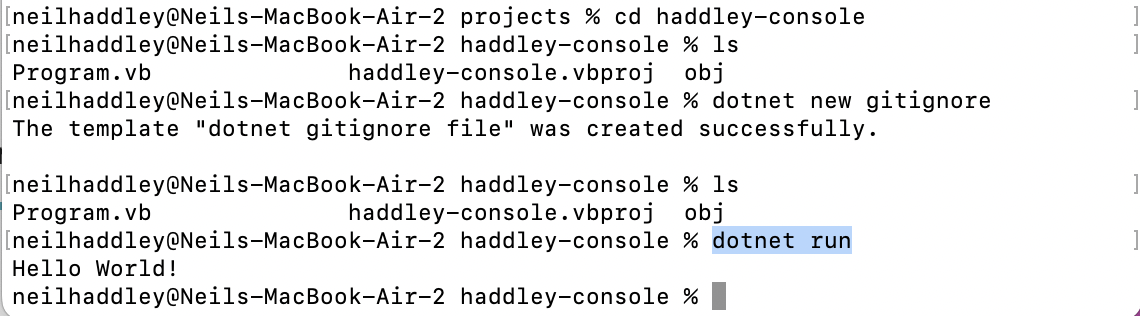 neilhaddley@Neils-MacBook-Air-2 projects % cd haddley-console
[neilhaddley@Neils-MacBook-Air-2 haddley-console % ls ]
Program.vb haddley-console.vbproj obj
[neilhaddley@Neils-MacBook-Air-2 haddley-console % dotnet new gitignore ]
The template "dotnet gitignore file" was created successfully.
[neilhaddley@Neils-MacBook-Air-2 haddley-console % ls ]
Program.vb haddley-console.vbproj obj
[neilhaddley@Neils-MacBook-Air-2 haddley-console % dotnet run ]
Hello World!
neilhaddley@Neils-MacBook-Air-2 haddley-console %